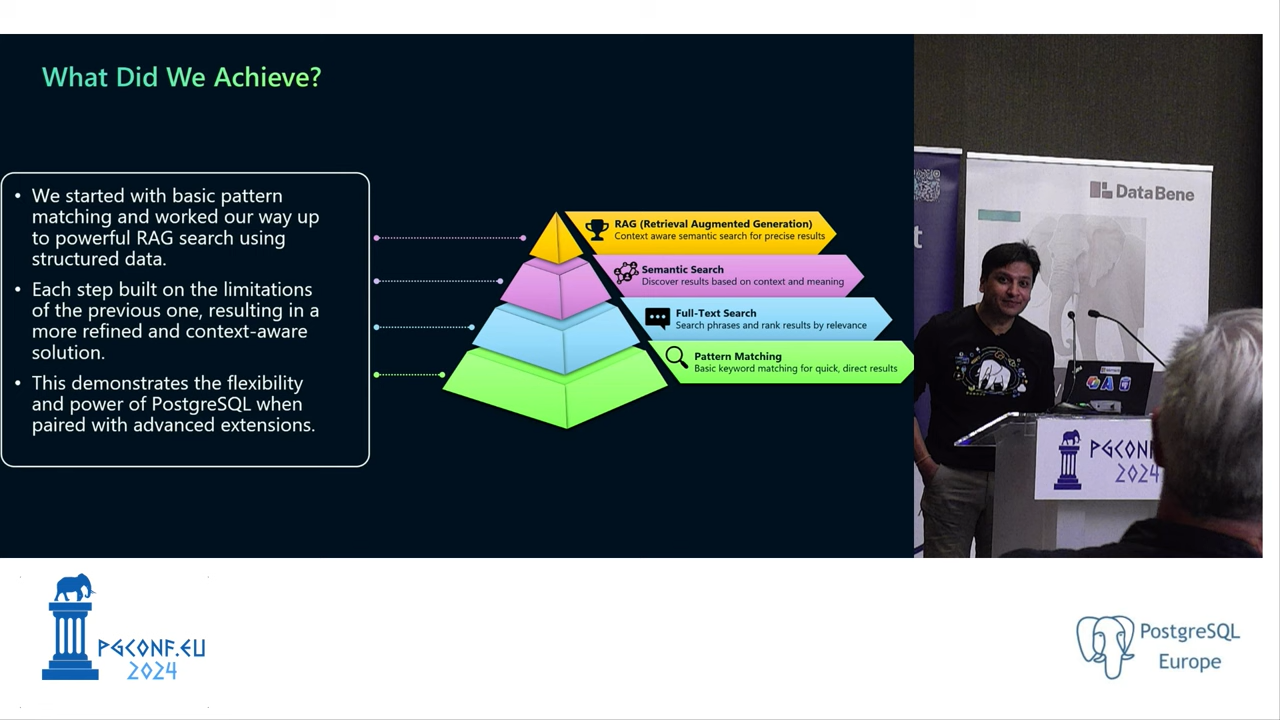 What Did We Achieve?
• We started with basic pattern
matching and worked our way up
to powerful RAG search using
structured data.
• Each step built on the limitations
of the previous one, resulting in a
more refined and context-aware
solution.
• This demonstrates the flexibility
and power of PostgreSQL when
paired with advanced extensions.
RAG (Retrieval Augmented Generation)
Context aware semantic search for precise results
Semantic Search
Discover results based on context and meaning
Full-Text Search
Search phrases and rank results by relevance
Pattern Matching
Basic keyword matching for quick, direct results
DataBene
PGCONF
2024
PGCONF.EU
2024
PostgreSQL
Europe